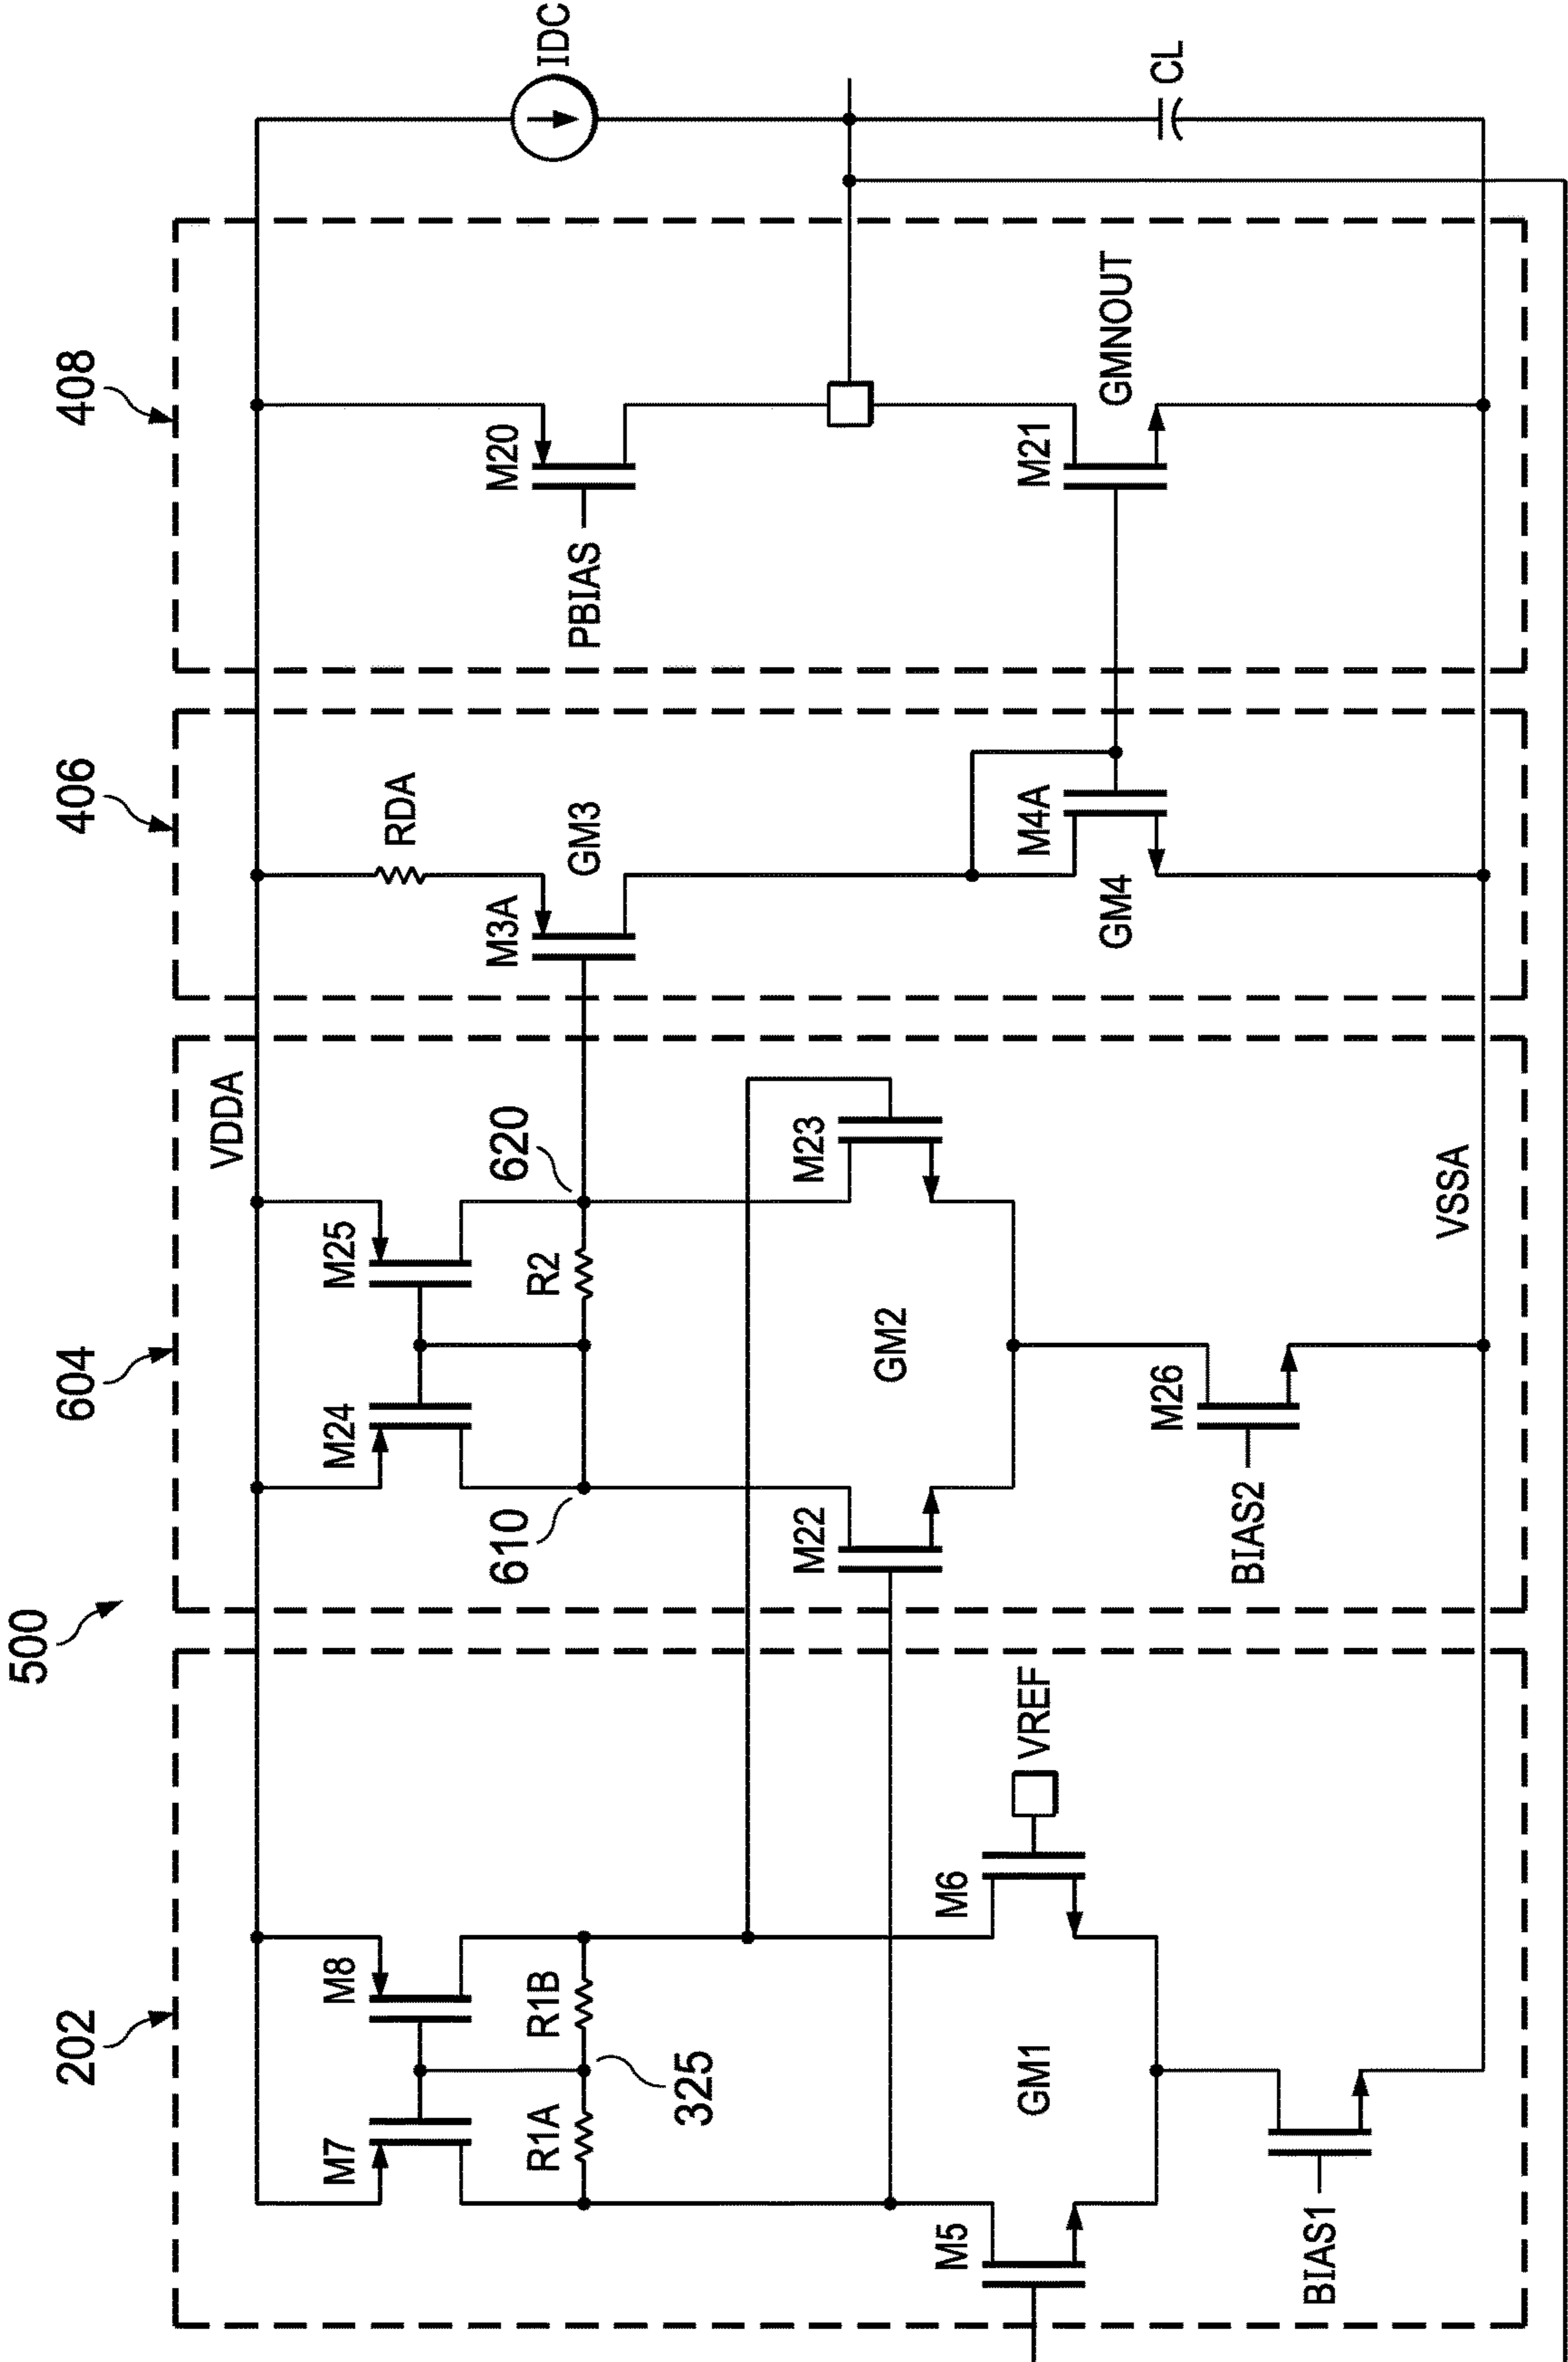 500
202
604
406
408
VDDA
M7
M8
M24
M25
RDA
IDC
R1A
R1B
325
610
R2
620
M3A
GM3
PBIAS
M20
M5
GM1
M6
VREF
M22
GM2
M23
BIAS1
BIAS2
M26
GM4
M4A
M21
GMNOUT
CL
VSSA